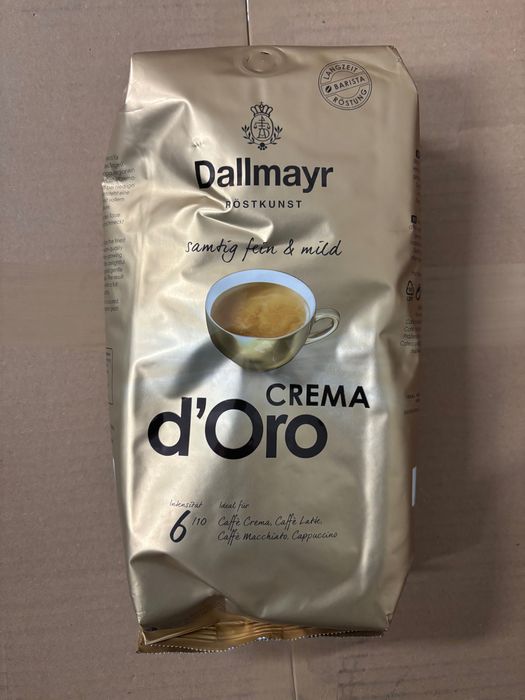 LANGZEIT
BARISTA
RÖSTUNG
Dallmayr
RÖSTKUNST
samtig fein & mild
CREMA
d'Oro
Intensität
6/10
Ideal für
Caffè Crema, Caffè Latte,
Caffè Macchiato, Cappuccino